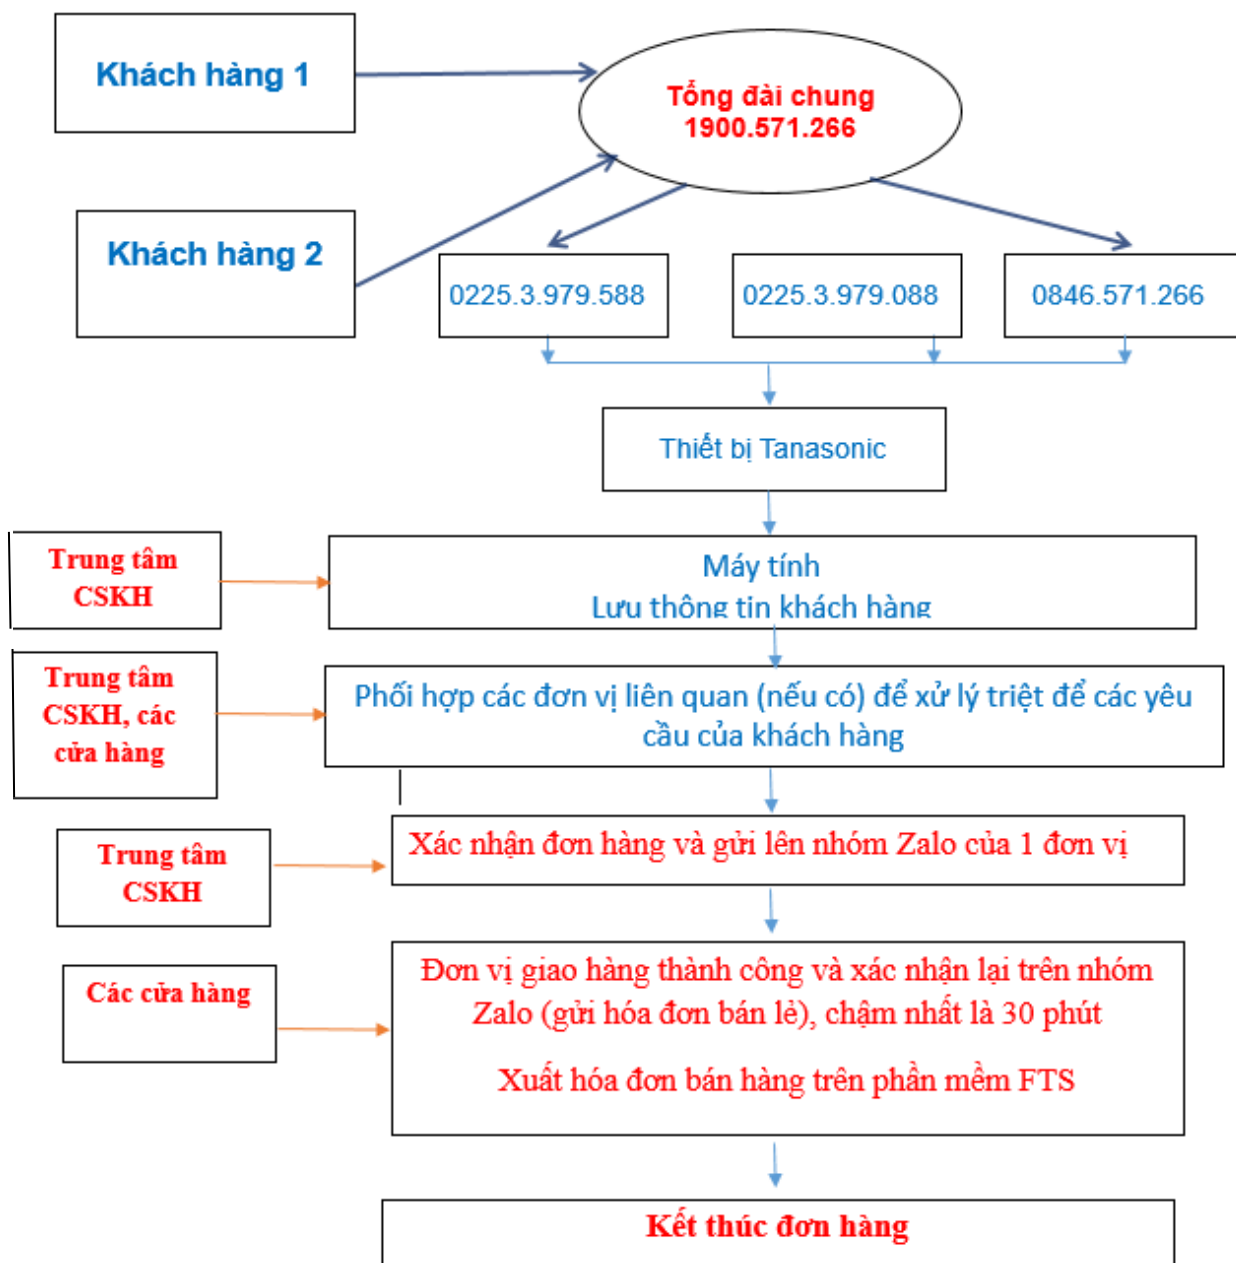 Khách hàng 1
Tổng đài chung
1900.571.266
Khách hàng 2
0225.3.979.588
0225.3.979.088
0846.571.266
Thiết bị Tanasonic
Trung tâm
CSKH
Máy tính
Lưu thông tin khách hàng
Trung tâm
CSKH, các
cửa hàng
Phối hợp các đơn vị liên quan (nếu có) để xử lý triệt để các yêu
cầu của khách hàng
Trung tâm
CSKH
Xác nhận đơn hàng và gửi lên nhóm Zalo của 1 đơn vị
Các cửa hàng
Đơn vị giao hàng thành công và xác nhận lại trên nhóm
Zalo (gửi hóa đơn bán lẻ), chậm nhất là 30 phút
Xuất hóa đơn bán hàng trên phần mềm FTS
Kết thúc đơn hàng